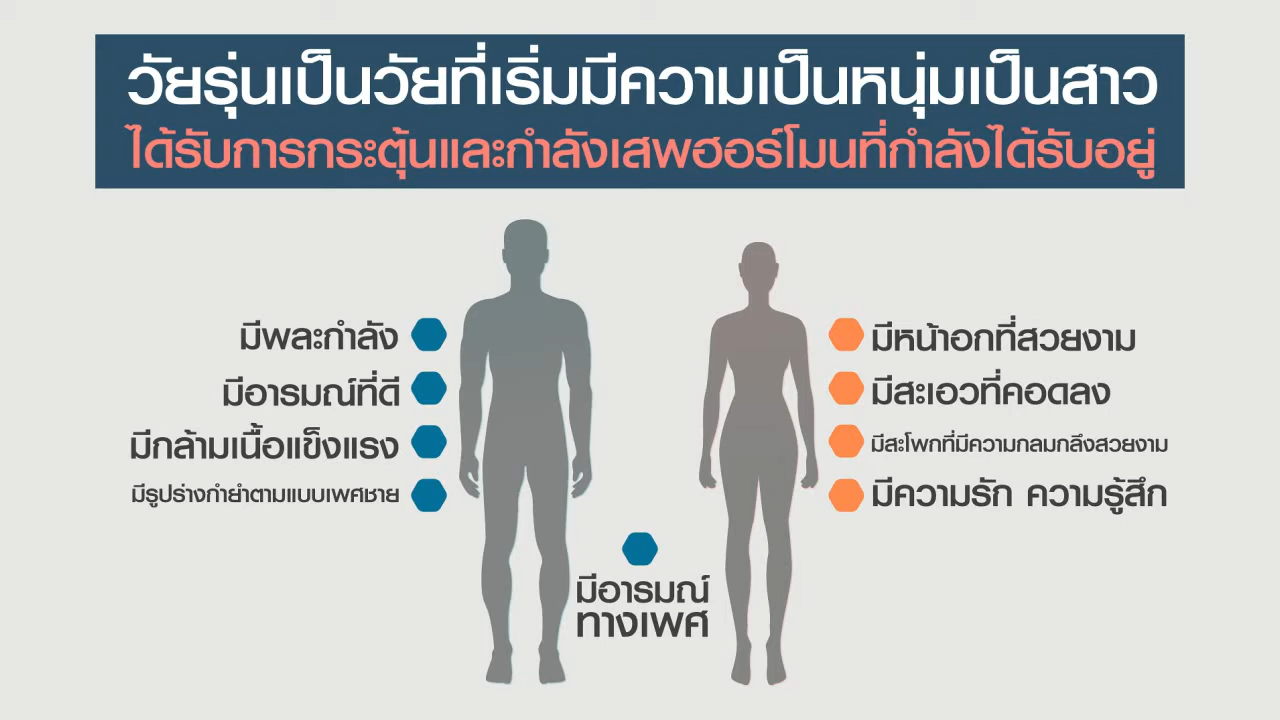 วัยรุ่นเป็นวัยที่เริ่มมีความเป็นหนุ่มเป็นสาว
ได้รับการกระตุ้นและกำลังเสพฮอร์โมนที่กำลังได้รับอยู่
มีพละกำลัง
มีอารมณ์ที่ดี
มีกล้ามเนื้อแข็งแรง
มีรูปร่างกำยำตามแบบเพศชาย
มีหน้าอกที่สวยงาม
มีสะเอวที่คอดลง
มีสะโพกที่มีความกลมกลึงสวยงาม
มีความรัก ความรู้สึก
มีอารมณ์
ทางเพศ